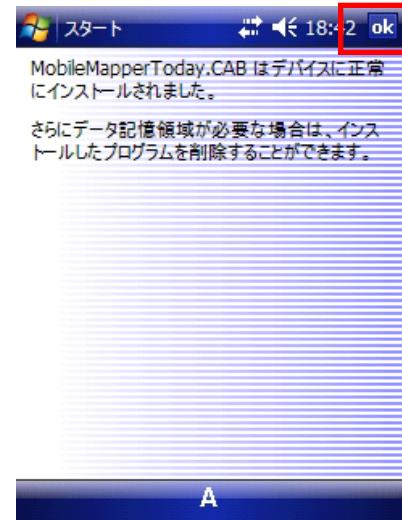 スタート 18:42 ok
MobileMapperToday.CAB はデバイスに正常
にインストールされました。
さらにデータ記憶領域が必要な場合は、インス
トールしたプログラムを削除することができます。
A